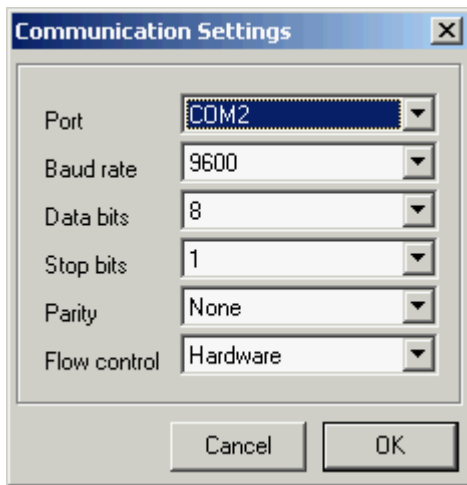 Communication Settings
Port COM2
Baud rate 9600
Data bits 8
Stop bits 1
Parity None
Flow control Hardware
Cancel OK